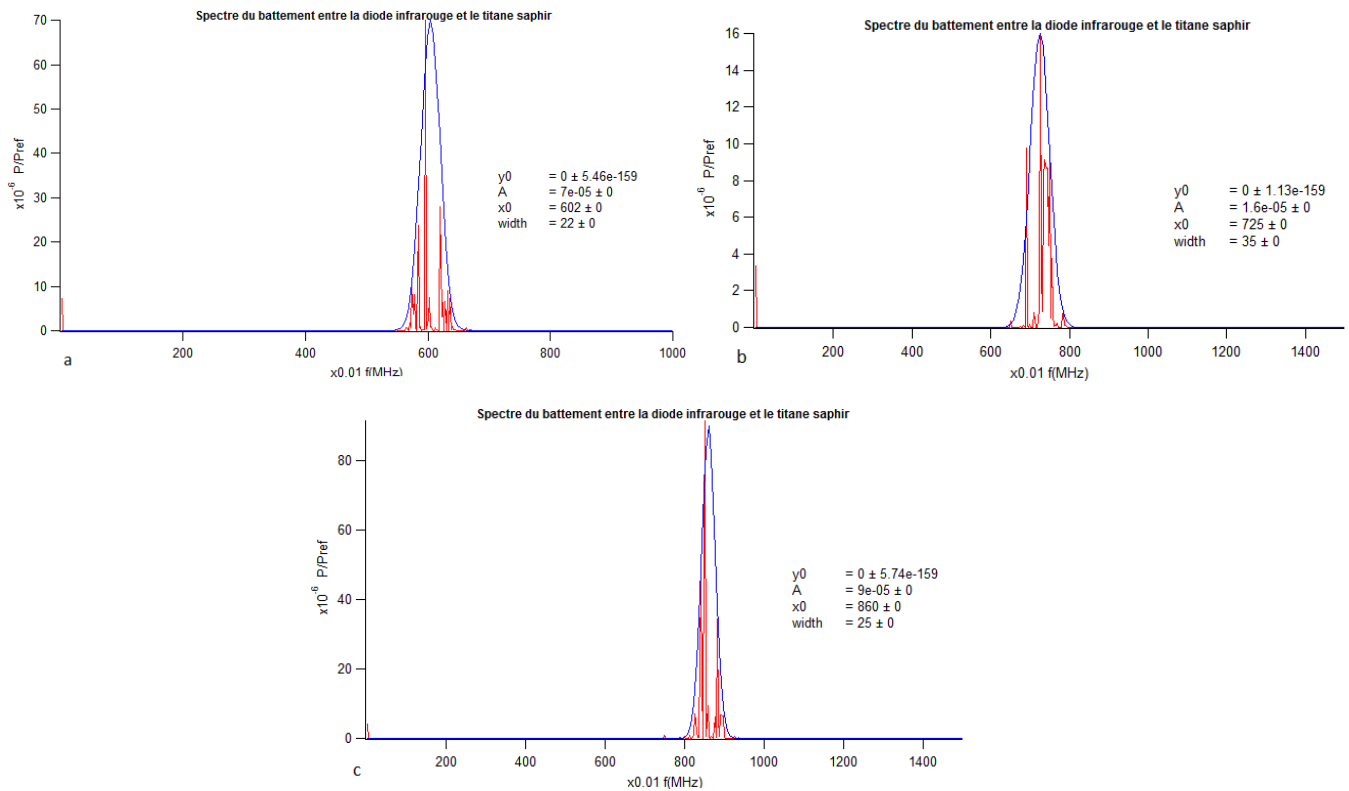 Spectre du battement entre la diode infrarouge et le titane saphir
70
60
50
40
30
20
10
0
x10⁻⁶ P/Pref
y0 = 0 ± 5.46e-159
A = 7e-05 ± 0
x0 = 602 ± 0
width = 22 ± 0
200 400 600 800 1000
x0.01 f(MHz)
a
Spectre du battement entre la diode infrarouge et le titane saphir
16
14
12
10
8
6
4
2
0
x10⁻⁶ P/Pref
y0 = 0 ± 1.13e-159
A = 1.6e-05 ± 0
x0 = 725 ± 0
width = 35 ± 0
200 400 600 800 1000 1200 1400
x0.01 f(MHz)
b
Spectre du battement entre la diode infrarouge et le titane saphir
80
60
40
20
0
x10⁻⁶ P/Pref
y0 = 0 ± 5.74e-159
A = 9e-05 ± 0
x0 = 860 ± 0
width = 25 ± 0
200 400 600 800 1000 1200 1400
x0.01 f(MHz)
c